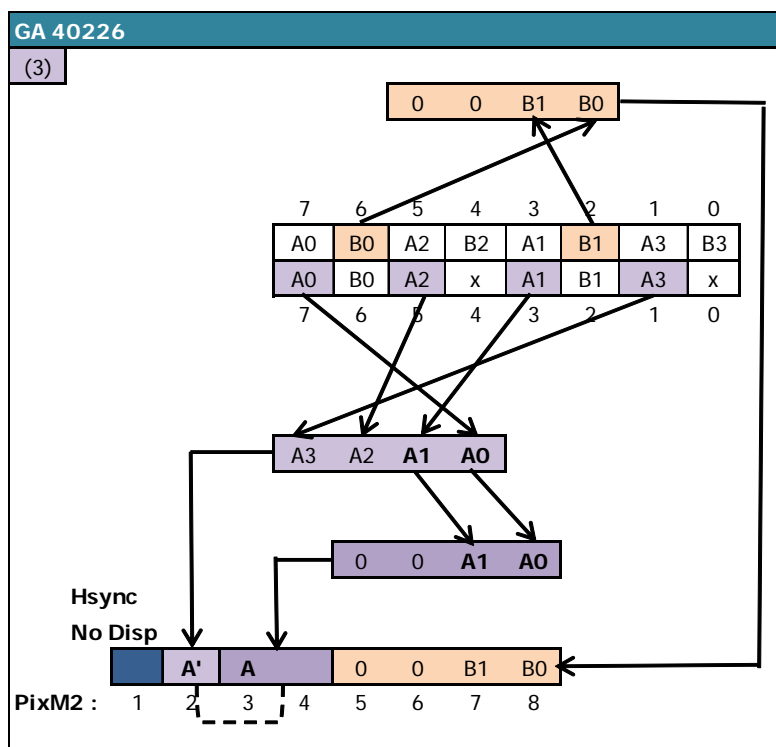 GA 40226
(3)
0 0 B1 B0
7 6 5 4 3 2 1 0
A0 B0 A2 B2 A1 B1 A3 B3
A0 B0 A2 x A1 B1 A3 x
7 6 5 4 3 2 1 0
A3 A2 A1 A0
0 0 A1 A0
Hsync
No Disp
A' A 0 0 B1 B0
PixM2 : 1 2 3 4 5 6 7 8